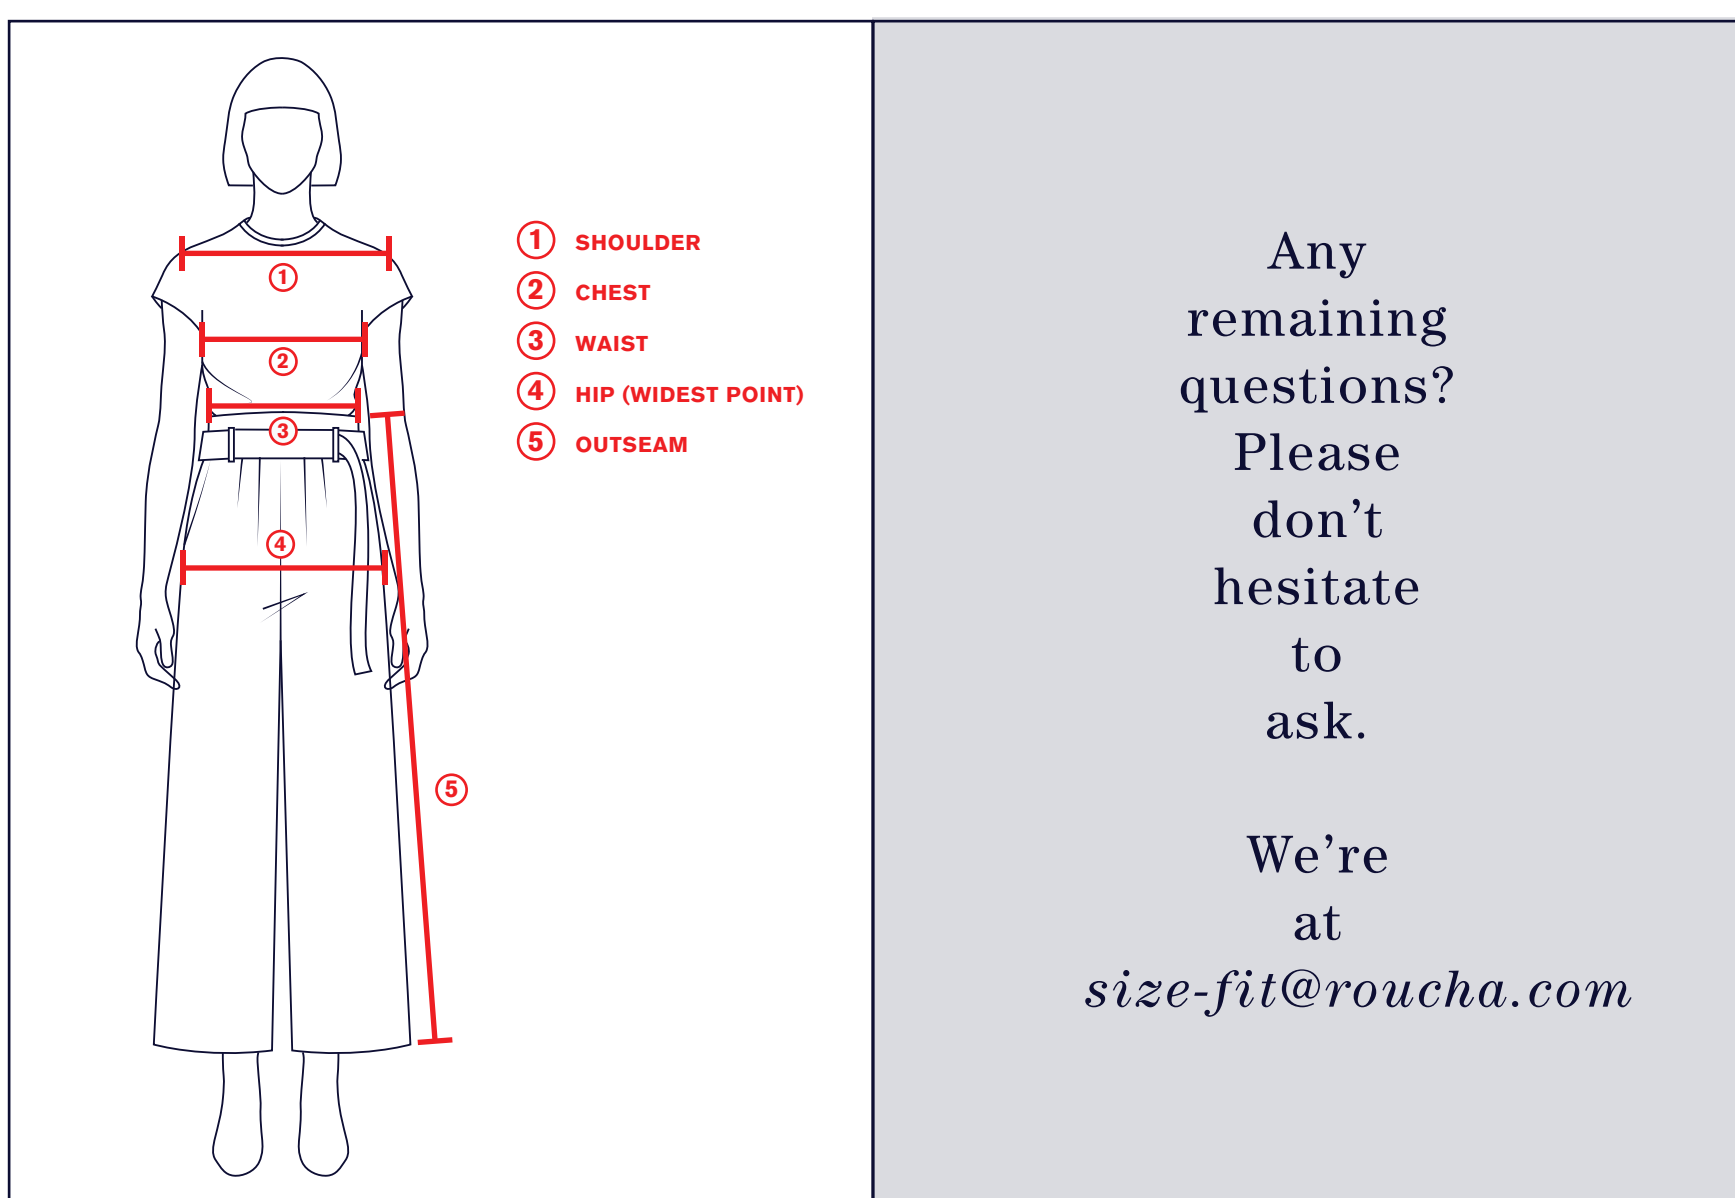 1 SHOULDER
2 CHEST
3 WAIST
4 HIP (WIDEST POINT)
5 OUTSEAM
1
2
3
4
5
Any
remaining
questions?
Please
don’t
hesitate
to
ask.
We’re
at
size-fit@roucha.com